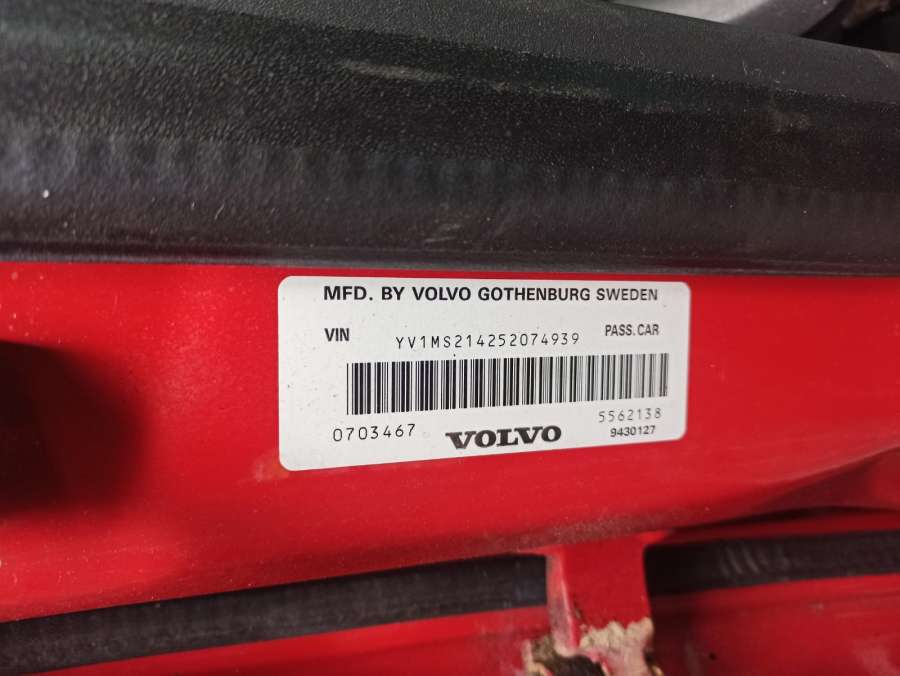 MFD. BY VOLVO GOTHENBURG SWEDEN
VIN YV1MS214252074939 PASS. CAR
5562138
0703467 VOLVO 9430127